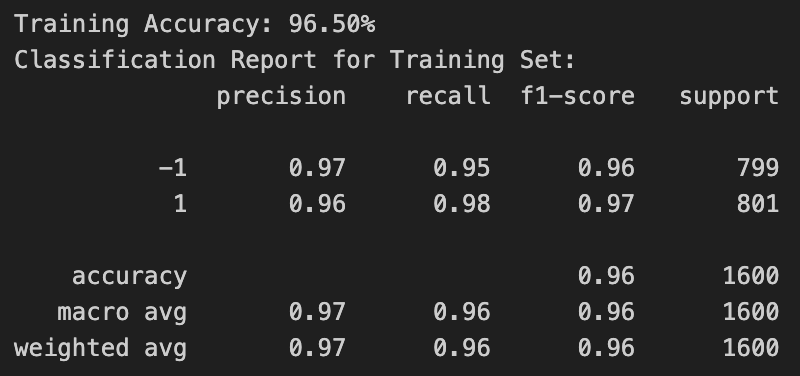 Training Accuracy: 96.50%
Classification Report for Training Set:
precision recall f1-score support
-1 0.97 0.95 0.96 799
1 0.96 0.98 0.97 801
accuracy 0.96 1600
macro avg 0.97 0.96 0.96 1600
weighted avg 0.97 0.96 0.96 1600